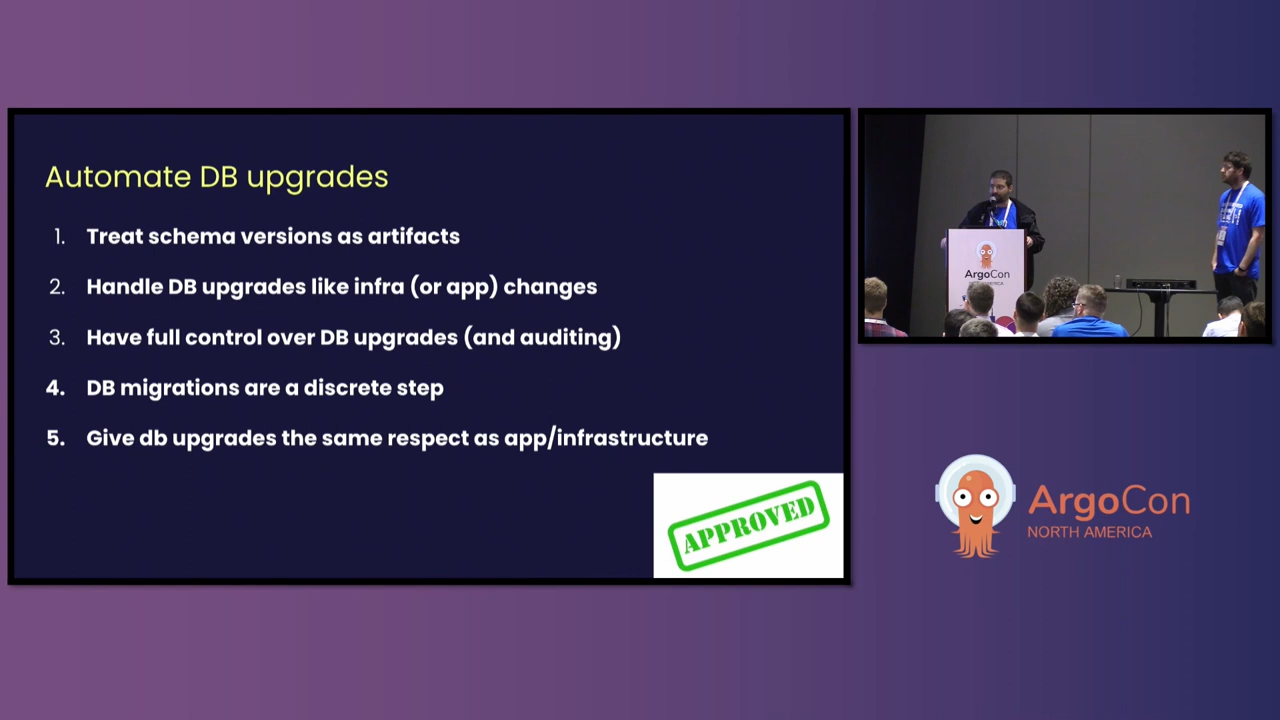 Automate DB upgrades
1. Treat schema versions as artifacts
2. Handle DB upgrades like infra (or app) changes
3. Have full control over DB upgrades (and auditing)
4. DB migrations are a discrete step
5. Give db upgrades the same respect as app/infrastructure
APPROVED
ArgoCon
ArgoCon
NORTH AMERICA